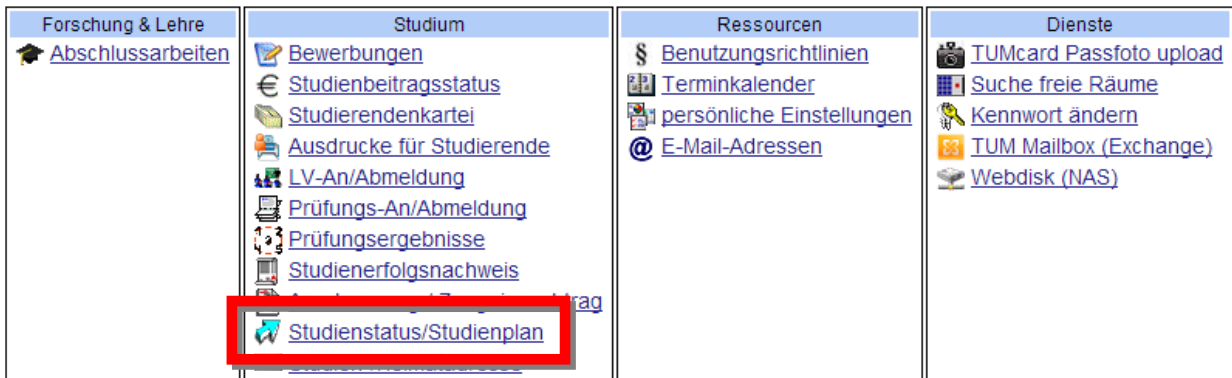 Forschung & Lehre
Abschlussarbeiten
Studium
Bewerbungen
Studienbeitragsstatus
Studierendenkartei
Ausdrucke für Studierende
LV-An/Abmeldung
Prüfungs-An/Abmeldung
Prüfungsergebnisse
Studienerfolgsnachweis
Studienstatus/Studienplan
Ressourcen
§ Benutzungsrichtlinien
Terminkalender
persönliche Einstellungen
@ E-Mail-Adressen
Dienste
TUMcard Passfoto upload
Suche freie Räume
Kennwort ändern
TUM Mailbox (Exchange)
Webdisk (NAS)